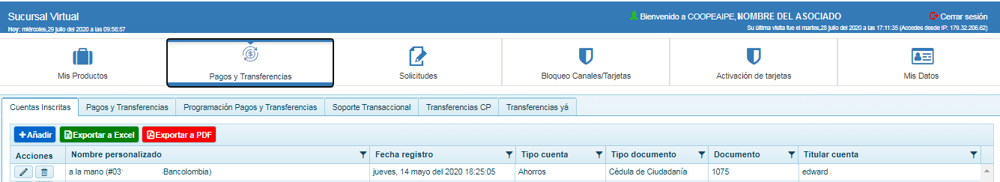 Sucursal Virtual
Bienvenido a COOPEAIPE, NOMBRE DEL ASOCIADO
Cerrar sesión
Hoy: miércoles,29 julio del 2020 a las 09:56:57
Su última visita fue el martes,28 julio del 2020 a las 17:11:35 (Accedes desde IP: 179.32.206.62)
Mis Productos
Pagos y Transferencias
Solicitudes
Bloqueo Canales/Tarjetas
Activación de tarjetas
Mis Datos
Cuentas Inscritas
Pagos y Transferencias
Programación Pagos y Transferencias
Soporte Transaccional
Transferencias CP
Transferencias yá
+Añadir
Exportar a Excel
Exportar a PDF
Acciones
Nombre personalizado
Fecha registro
Tipo cuenta
Tipo documento
Documento
Titular cuenta
a la mano (#03 -Bancolombia)
jueves, 14 mayo del 2020 18:25:05
Ahorros
Cédula de Ciudadanía
1075
edward